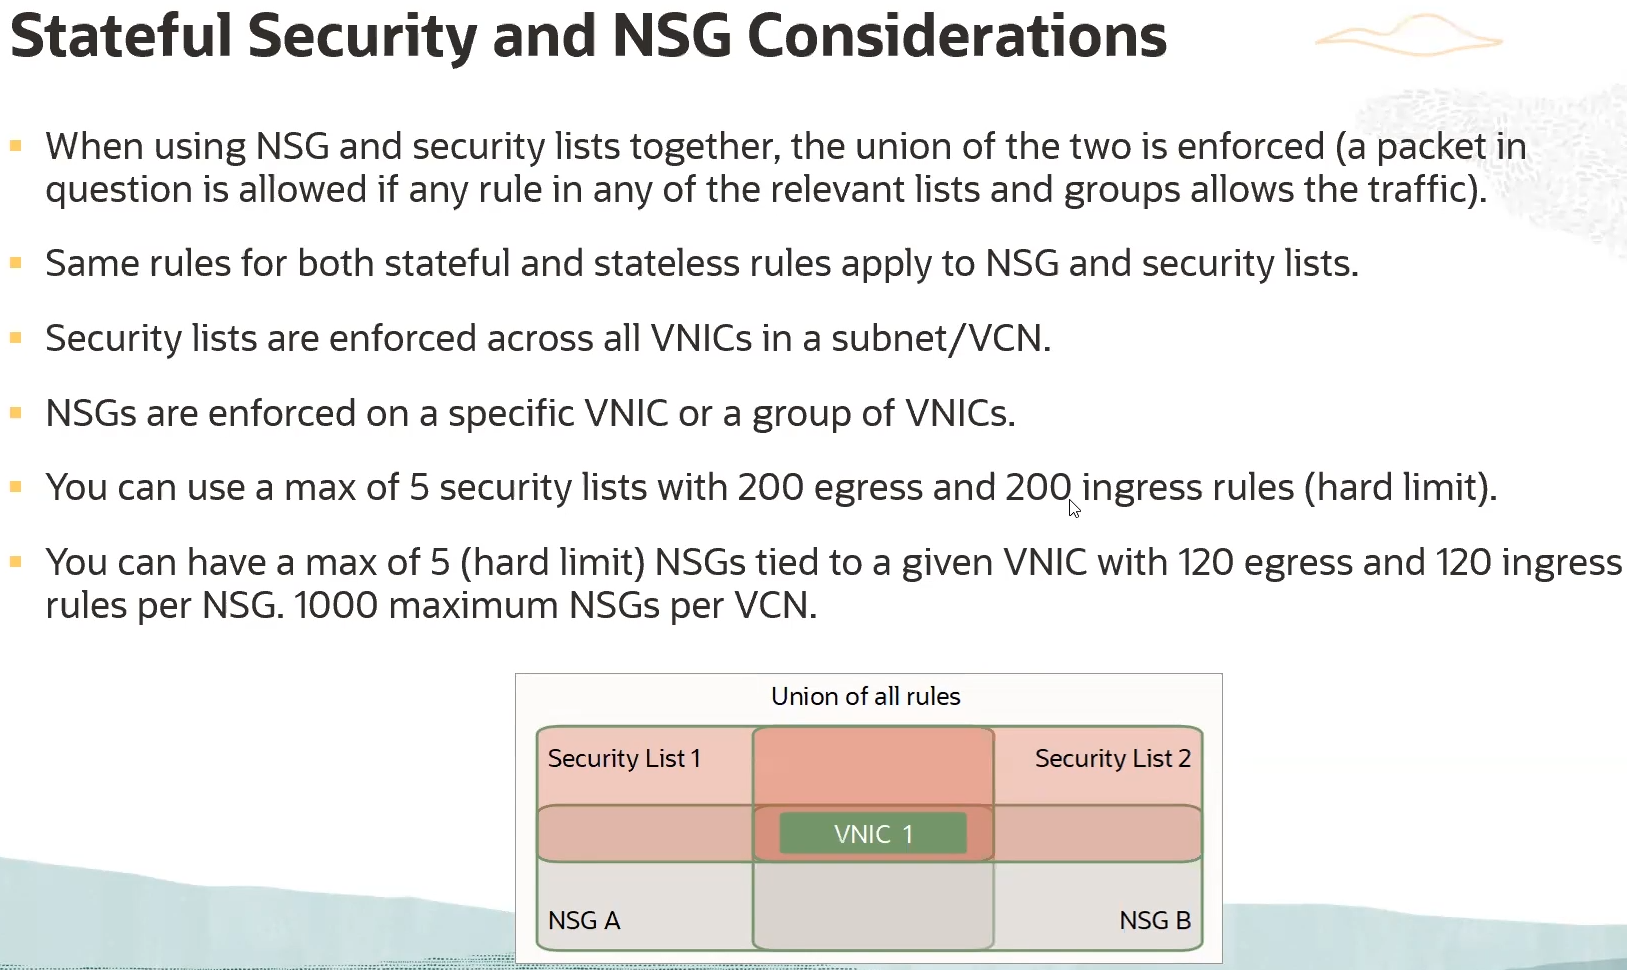 Stateful Security and NSG Considerations
When using NSG and security lists together, the union of the two is enforced (a packet in
question is allowed if any rule in any of the relevant lists and groups allows the traffic).
Same rules for both stateful and stateless rules apply to NSG and security lists.
Security lists are enforced across all VNICs in a subnet/VCN.
NSGs are enforced on a specific VNIC or a group of VNICs.
You can use a max of 5 security lists with 200 egress and 200 ingress rules (hard limit).
You can have a max of 5 (hard limit) NSGs tied to a given VNIC with 120 egress and 120 ingress
rules per NSG. 1000 maximum NSGs per VCN.
Union of all rules
Security List 1
Security List 2
VNIC 1
NSG A
NSG B